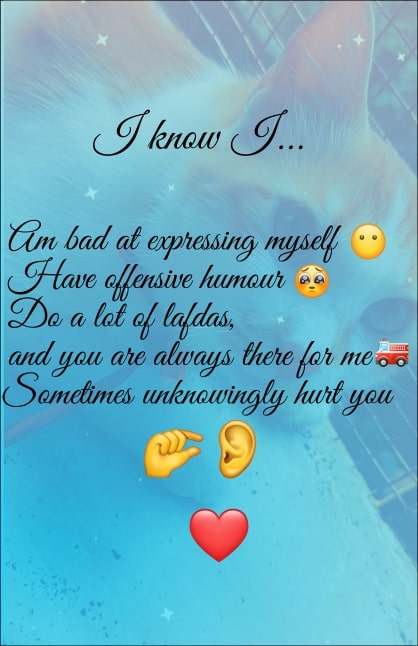 I know I...
Am bad at expressing myself 😶
Have offensive humour 🥺
Do a lot of lafdas,
and you are always there for me🚒
Sometimes unknowingly hurt you
🤏👂
❤️